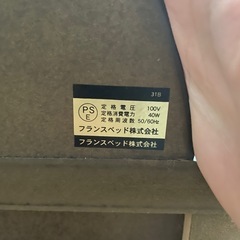 318
PS
E
定格電圧 100V
定格消費電力 40W
定格周波数 50/60Hz
フランスベッド株式会社
フランスベッド株式会社